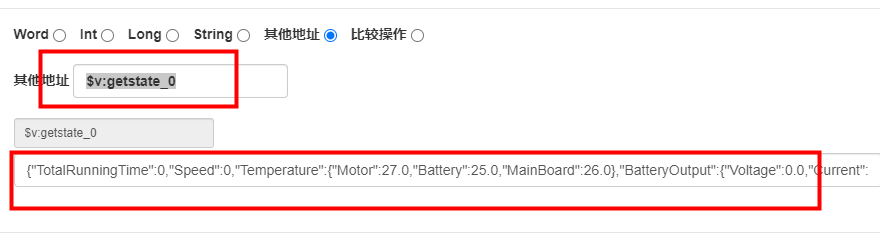 Word Int Long String 其他地址 比较操作
其他地址 $v:getstate_0
$v:getstate_0
{"TotalRunningTime":0,"Speed":0,"Temperature":{"Motor":27.0,"Battery":25.0,"MainBoard":26.0},"BatteryOutput":{"Voltage":0.0,"Current":